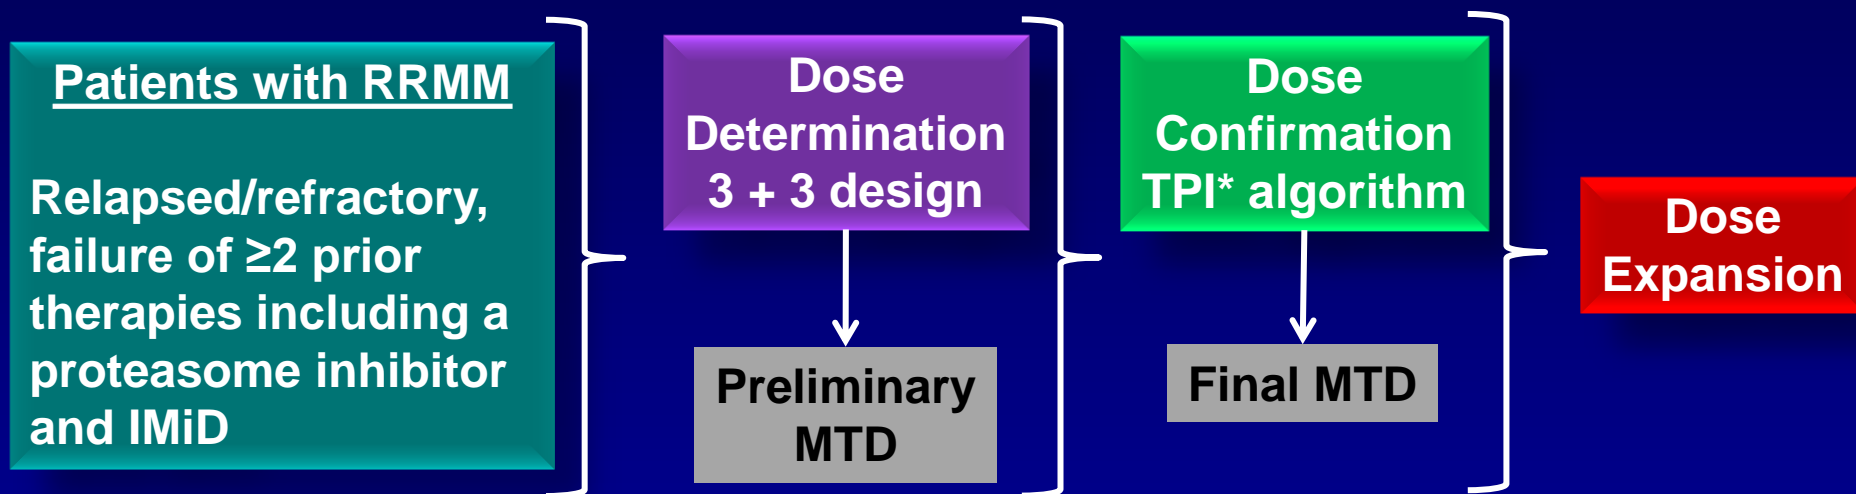 Patients with RRMM
Relapsed/refractory,
failure of ≥2 prior
therapies including a
proteasome inhibitor
and IMiD
Dose
Determination
3 + 3 design
Preliminary
MTD
Dose
Confirmation
TPI* algorithm
Final MTD
Dose
Expansion